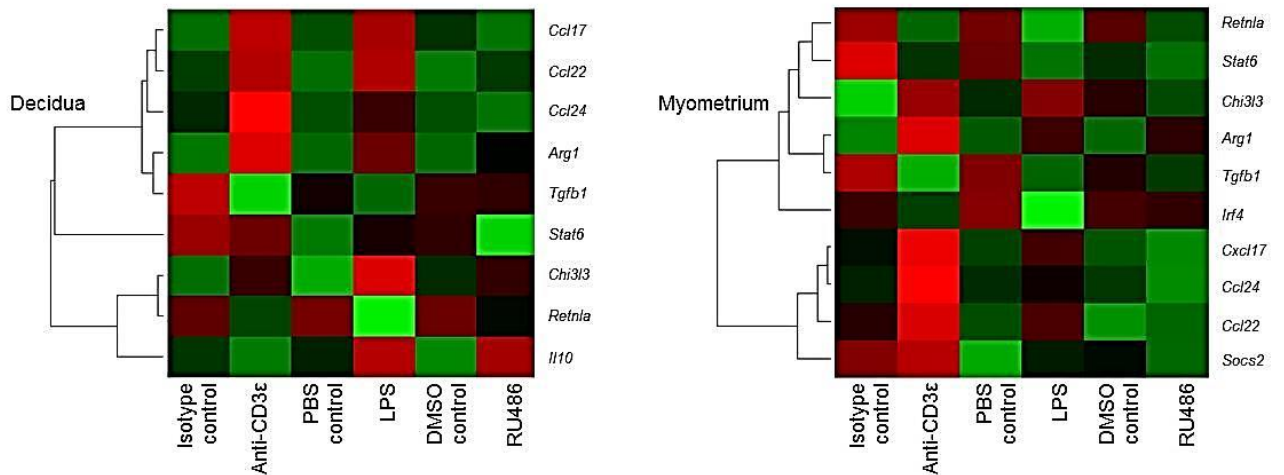 Decidua
Ccl17
Ccl22
Ccl24
Arg1
Tgfb1
Stat6
Chi3l3
Retnla
Il10
Isotype
control
Anti-CD3ε
PBS
control
LPS
DMSO
control
RU486
Myometrium
Retnla
Stat6
Chi3l3
Arg1
Tgfb1
Irf4
Cxcl17
Ccl24
Ccl22
Socs2
Isotype
control
Anti-CD3ε
PBS
control
LPS
DMSO
control
RU486